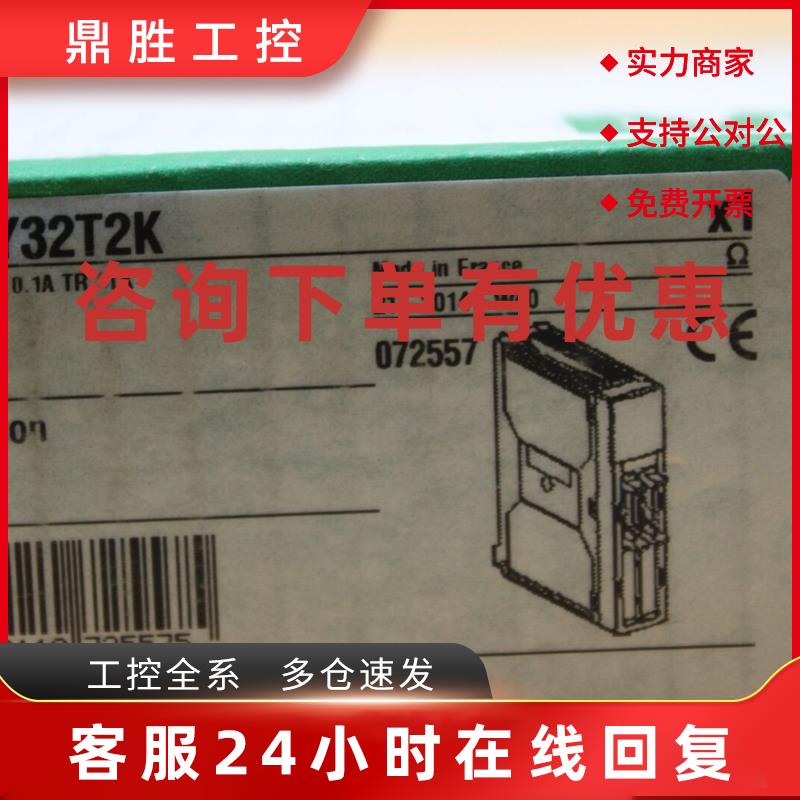 鼎胜工控
实力商家
支持公对公
免费开票
Y32T2K
X1
0.1A TR
Made in France
Ω
咨询下单有优惠
072557
CE
on
725575
工控全系 多仓速发
客服24小时在线回复